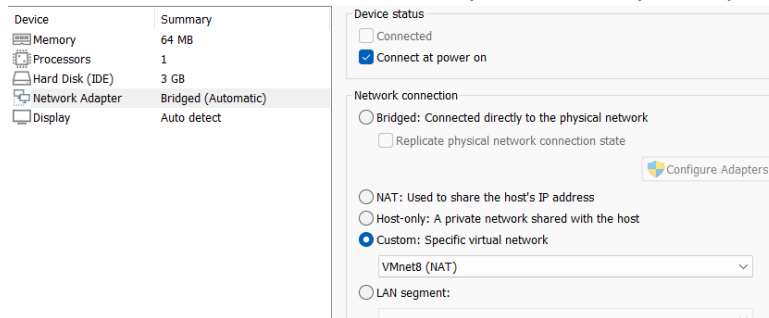 Device Summary
Memory 64 MB
Processors 1
Hard Disk (IDE) 3 GB
Network Adapter Bridged (Automatic)
Display Auto detect
Device status
Connected
Connect at power on
Network connection
Bridged: Connected directly to the physical network
Replicate physical network connection state
Configure Adapters
NAT: Used to share the host's IP address
Host-only: A private network shared with the host
Custom: Specific virtual network
VMnet8 (NAT)
LAN segment: